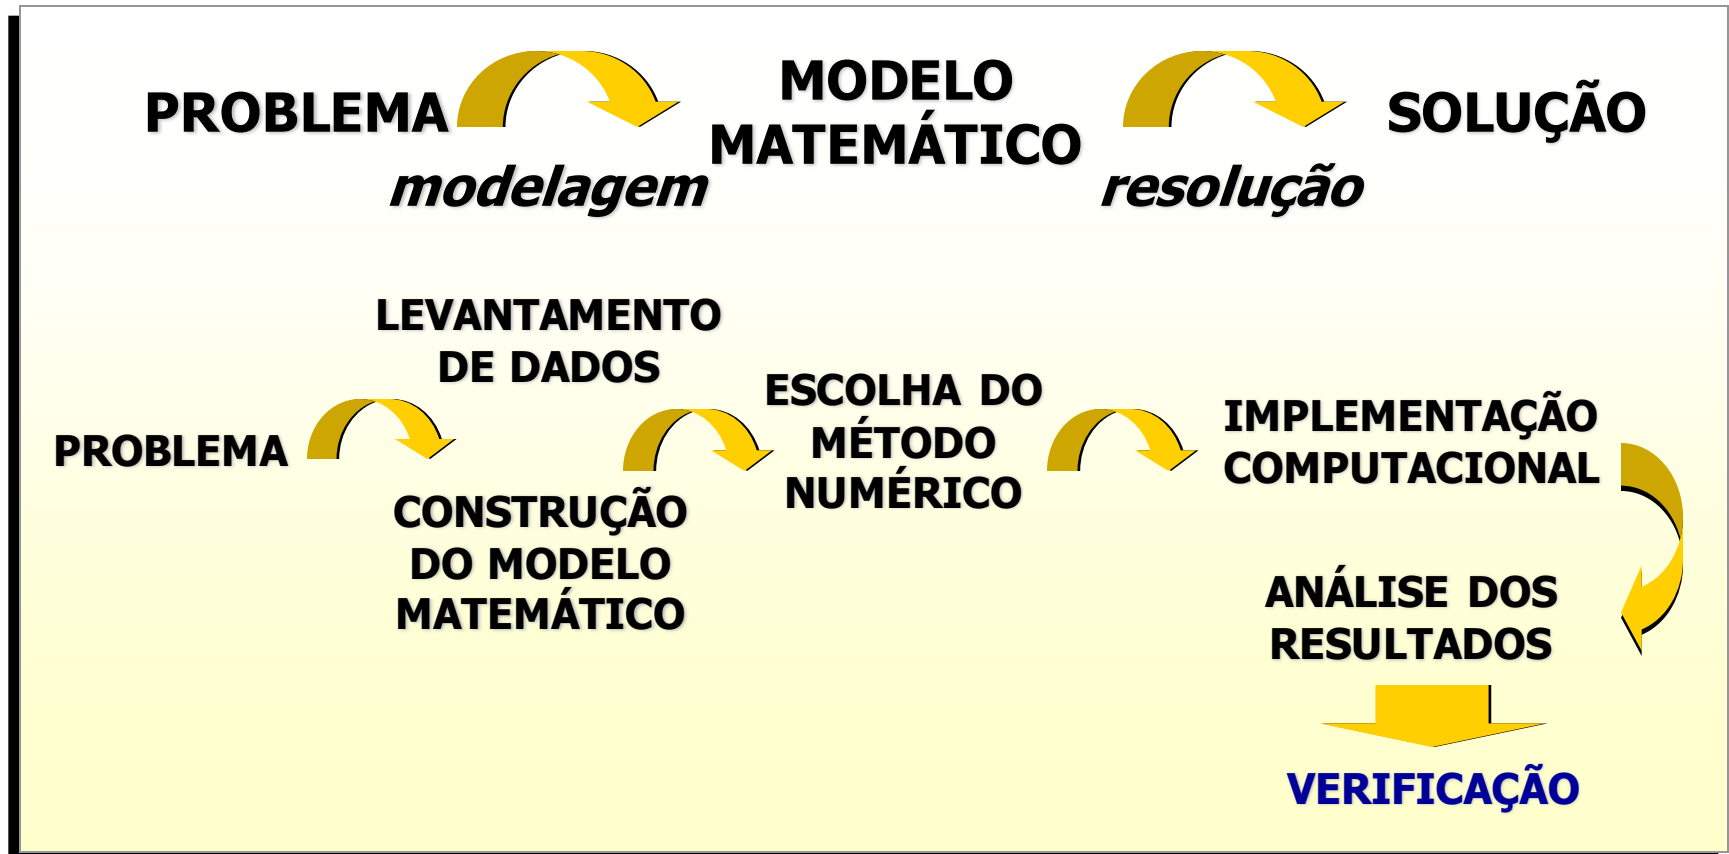 PROBLEMA
MODELO
MATEMÁTICO
SOLUÇÃO
modelagem
resolução
PROBLEMA
LEVANTAMENTO
DE DADOS
CONSTRUÇÃO
DO MODELO
MATEMÁTICO
ESCOLHA DO
MÉTODO
NUMÉRICO
IMPLEMENTAÇÃO
COMPUTACIONAL
ANÁLISE DOS
RESULTADOS
VERIFICAÇÃO